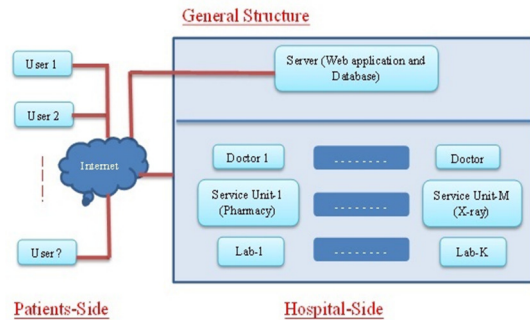 General Structure
User 1
Server (Web application and
Database)
User 2
Internet
Doctor 1
--------
Doctor
Service Unit-1
(Pharmacy)
--------
Service Unit-M
(X-ray)
User ?
Lab-1
--------
Lab-K
Patients-Side
Hospital-Side